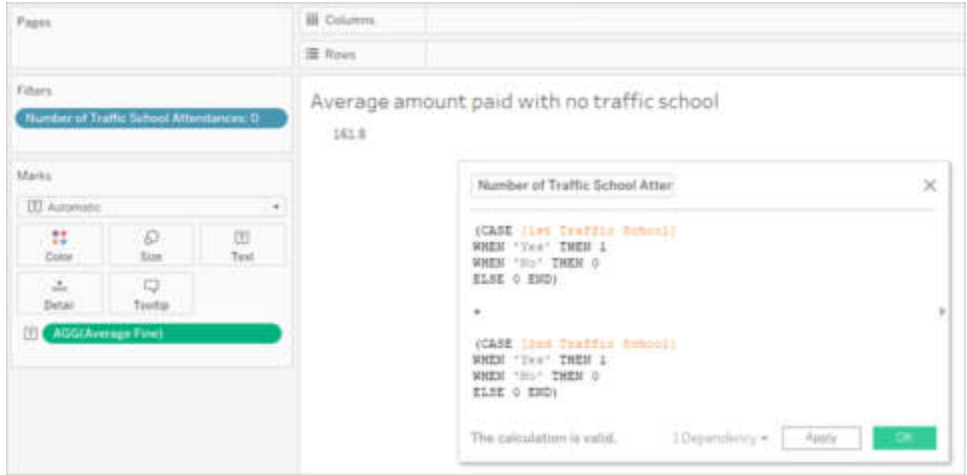 Pages
Columns
Rows
Filters
Number of Traffic School Attendances: 0
Average amount paid with no traffic school
161.8
Marks
Automatic
Color Size Text
Detail Tooltip
AGG(Average Fine)
Number of Traffic School Atter
(CASE [1st Traffic School]
WHEN 'Yes' THEN 1
WHEN 'No' THEN 0
ELSE 0 END)
+
(CASE [2nd Traffic School]
WHEN 'Yes' THEN 1
WHEN 'No' THEN 0
ELSE 0 END)
The calculation is valid. 1 Dependency Apply OK